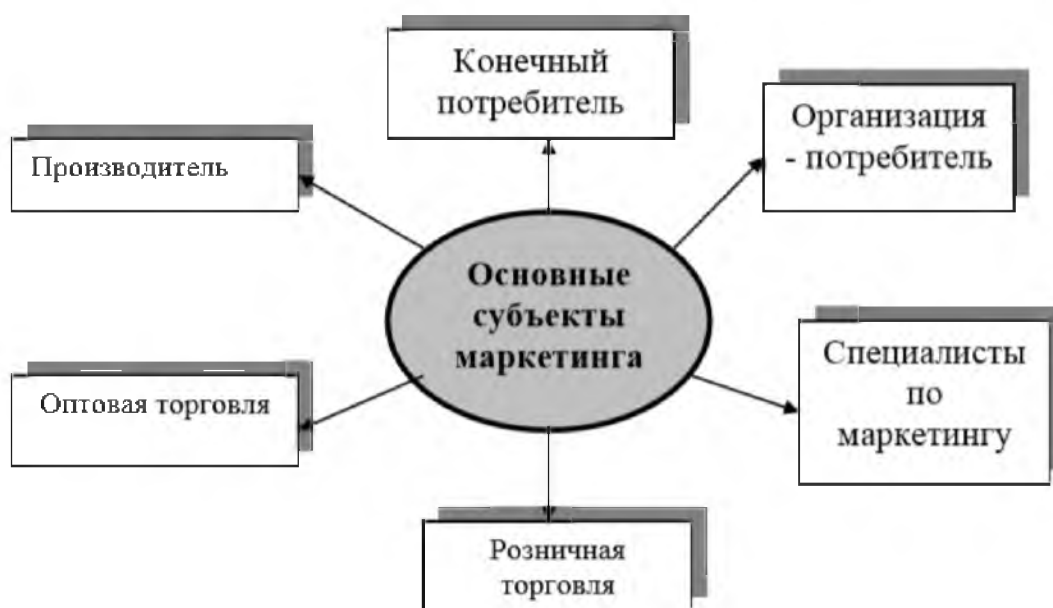 Конечный
потребитель
Организация
- потребитель
Производитель
Основные
субъекты
маркетинга
Специалисты
по
маркетингу
Оптовая торговля
Розничная
торговля